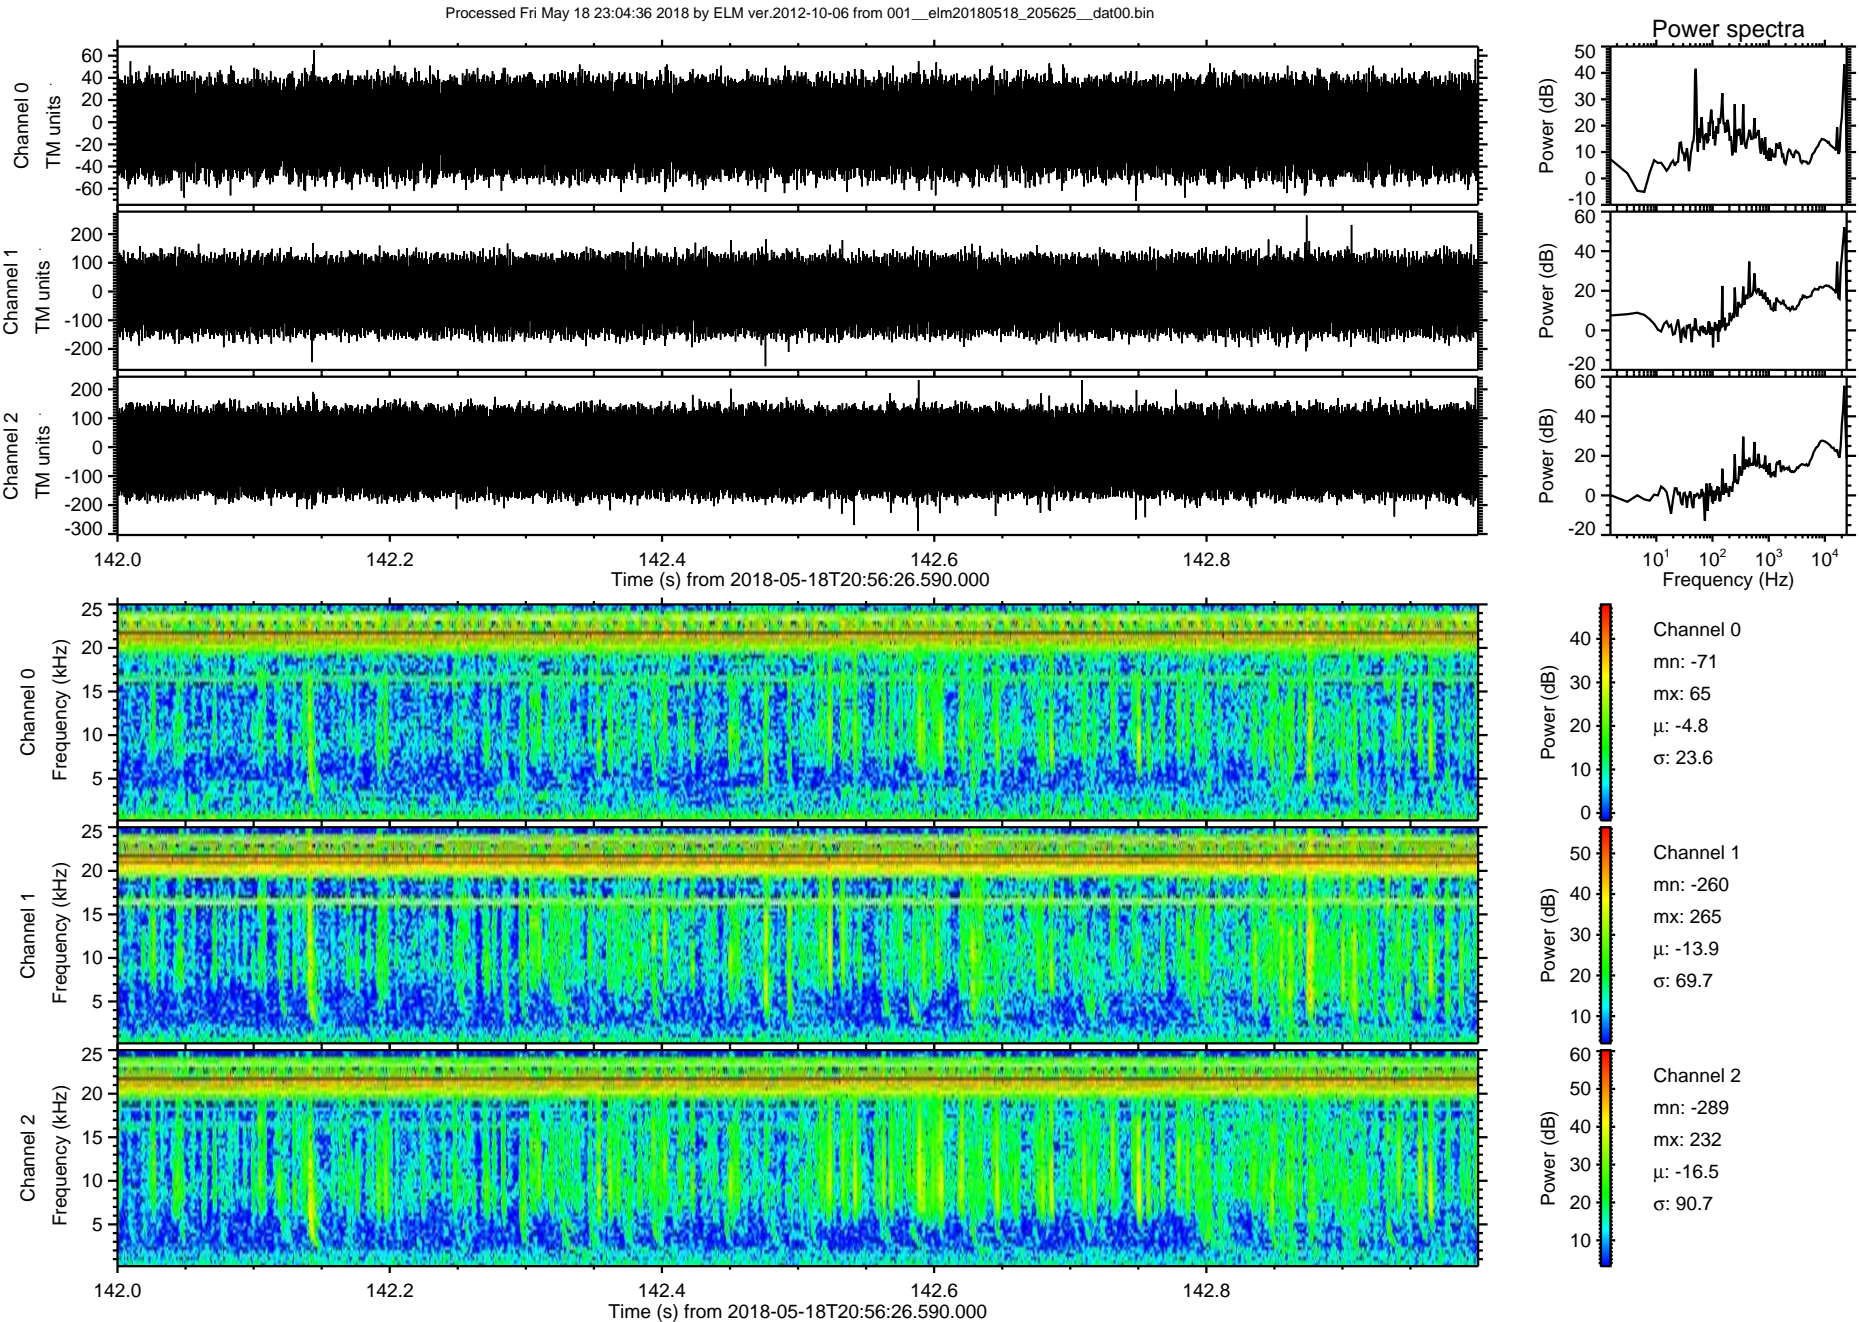 Processed Fri May 18 23:04:36 2018 by ELM ver.2012-10-06 from 001__elm20180518_205625__dat00.bin
Power spectra
Channel 0
TM units
60
40
20
0
-20
-40
-60
Power (dB)
50
40
30
20
10
0
-10
Channel 1
TM units
200
100
0
-100
-200
Power (dB)
60
40
20
0
-20
Channel 2
TM units
200
100
0
-100
-200
-300
Power (dB)
60
40
20
0
-20
142.0 142.2 142.4 142.6 142.8
Time (s) from 2018-05-18T20:56:26.590.000
10¹ 10² 10³ 10⁴
Frequency (Hz)
Channel 0
Frequency (kHz)
25
20
15
10
5
Power (dB)
40
30
20
10
0
Channel 0
mn: -71
mx: 65
μ: -4.8
σ: 23.6
Channel 1
Frequency (kHz)
25
20
15
10
5
Power (dB)
50
40
30
20
10
Channel 1
mn: -260
mx: 265
μ: -13.9
σ: 69.7
Channel 2
Frequency (kHz)
25
20
15
10
5
Power (dB)
60
50
40
30
20
10
Channel 2
mn: -289
mx: 232
μ: -16.5
σ: 90.7
142.0 142.2 142.4 142.6 142.8
Time (s) from 2018-05-18T20:56:26.590.000